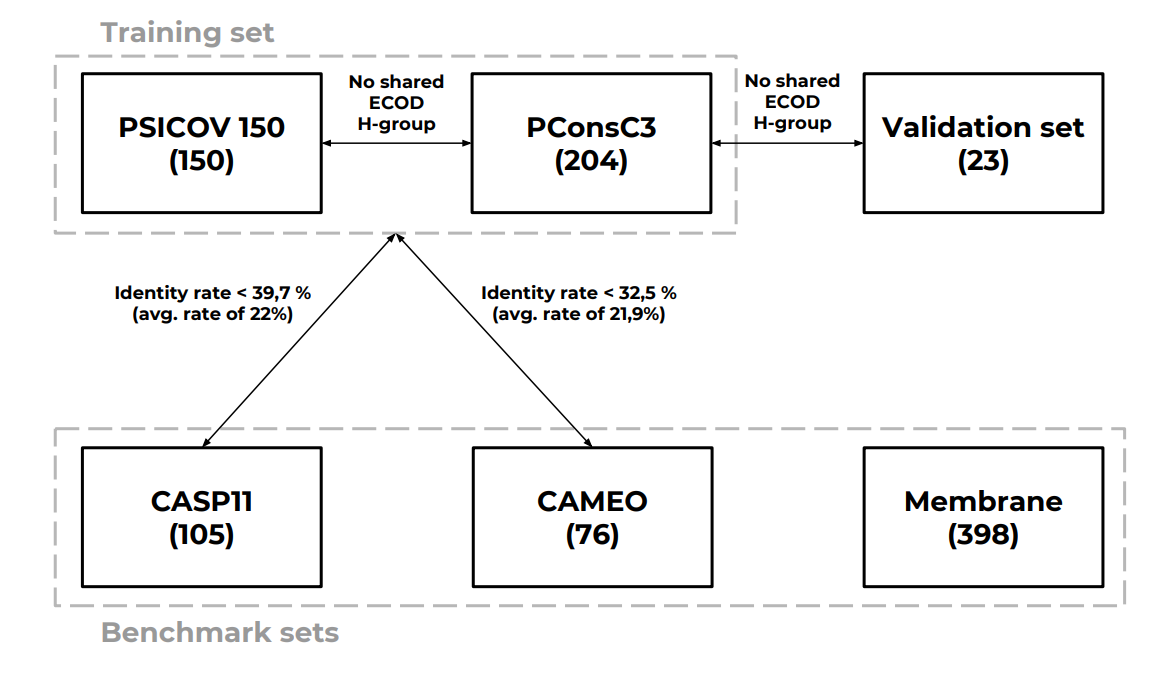 Training set
No shared
ECOD
H-group
No shared
ECOD
H-group
PSICOV 150
(150)
PConsC3
(204)
Validation set
(23)
Identity rate < 39,7 %
(avg. rate of 22%)
Identity rate < 32,5 %
(avg. rate of 21,9%)
CASP11
(105)
CAMEO
(76)
Membrane
(398)
Benchmark sets